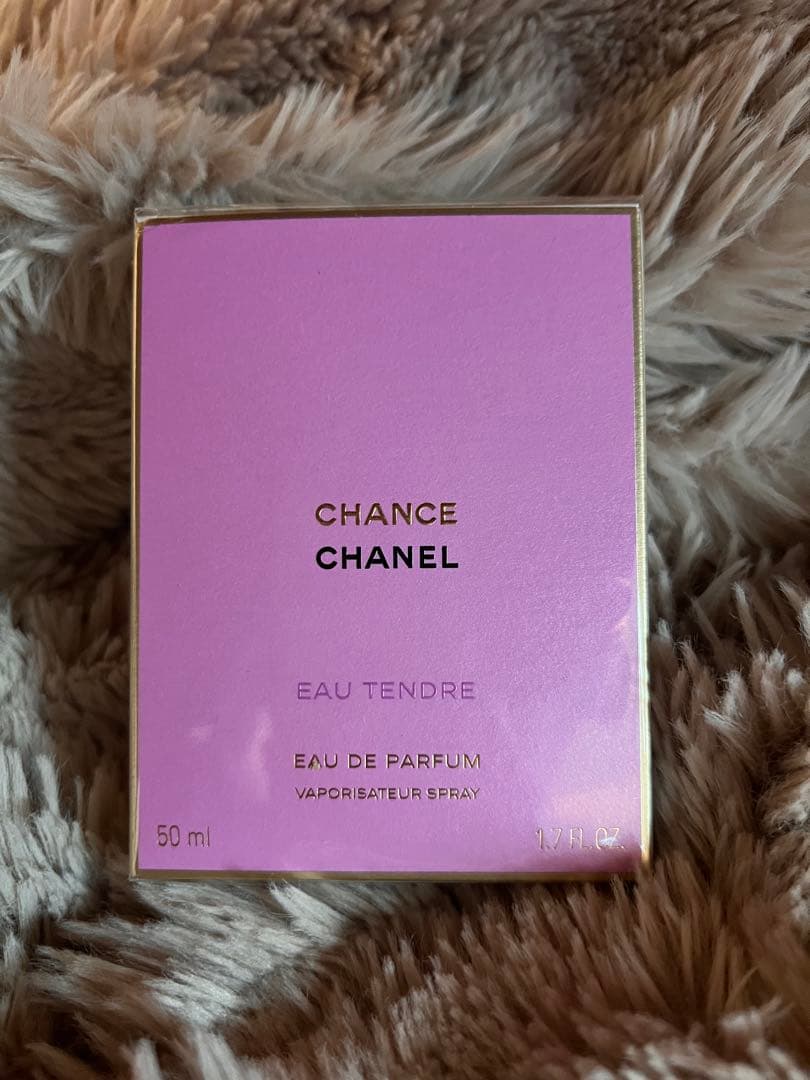 CHANCE
CHANEL
EAU TENDRE
EAU DE PARFUM
VAPORISATEUR SPRAY
50 ml 1.7 FL.OZ.